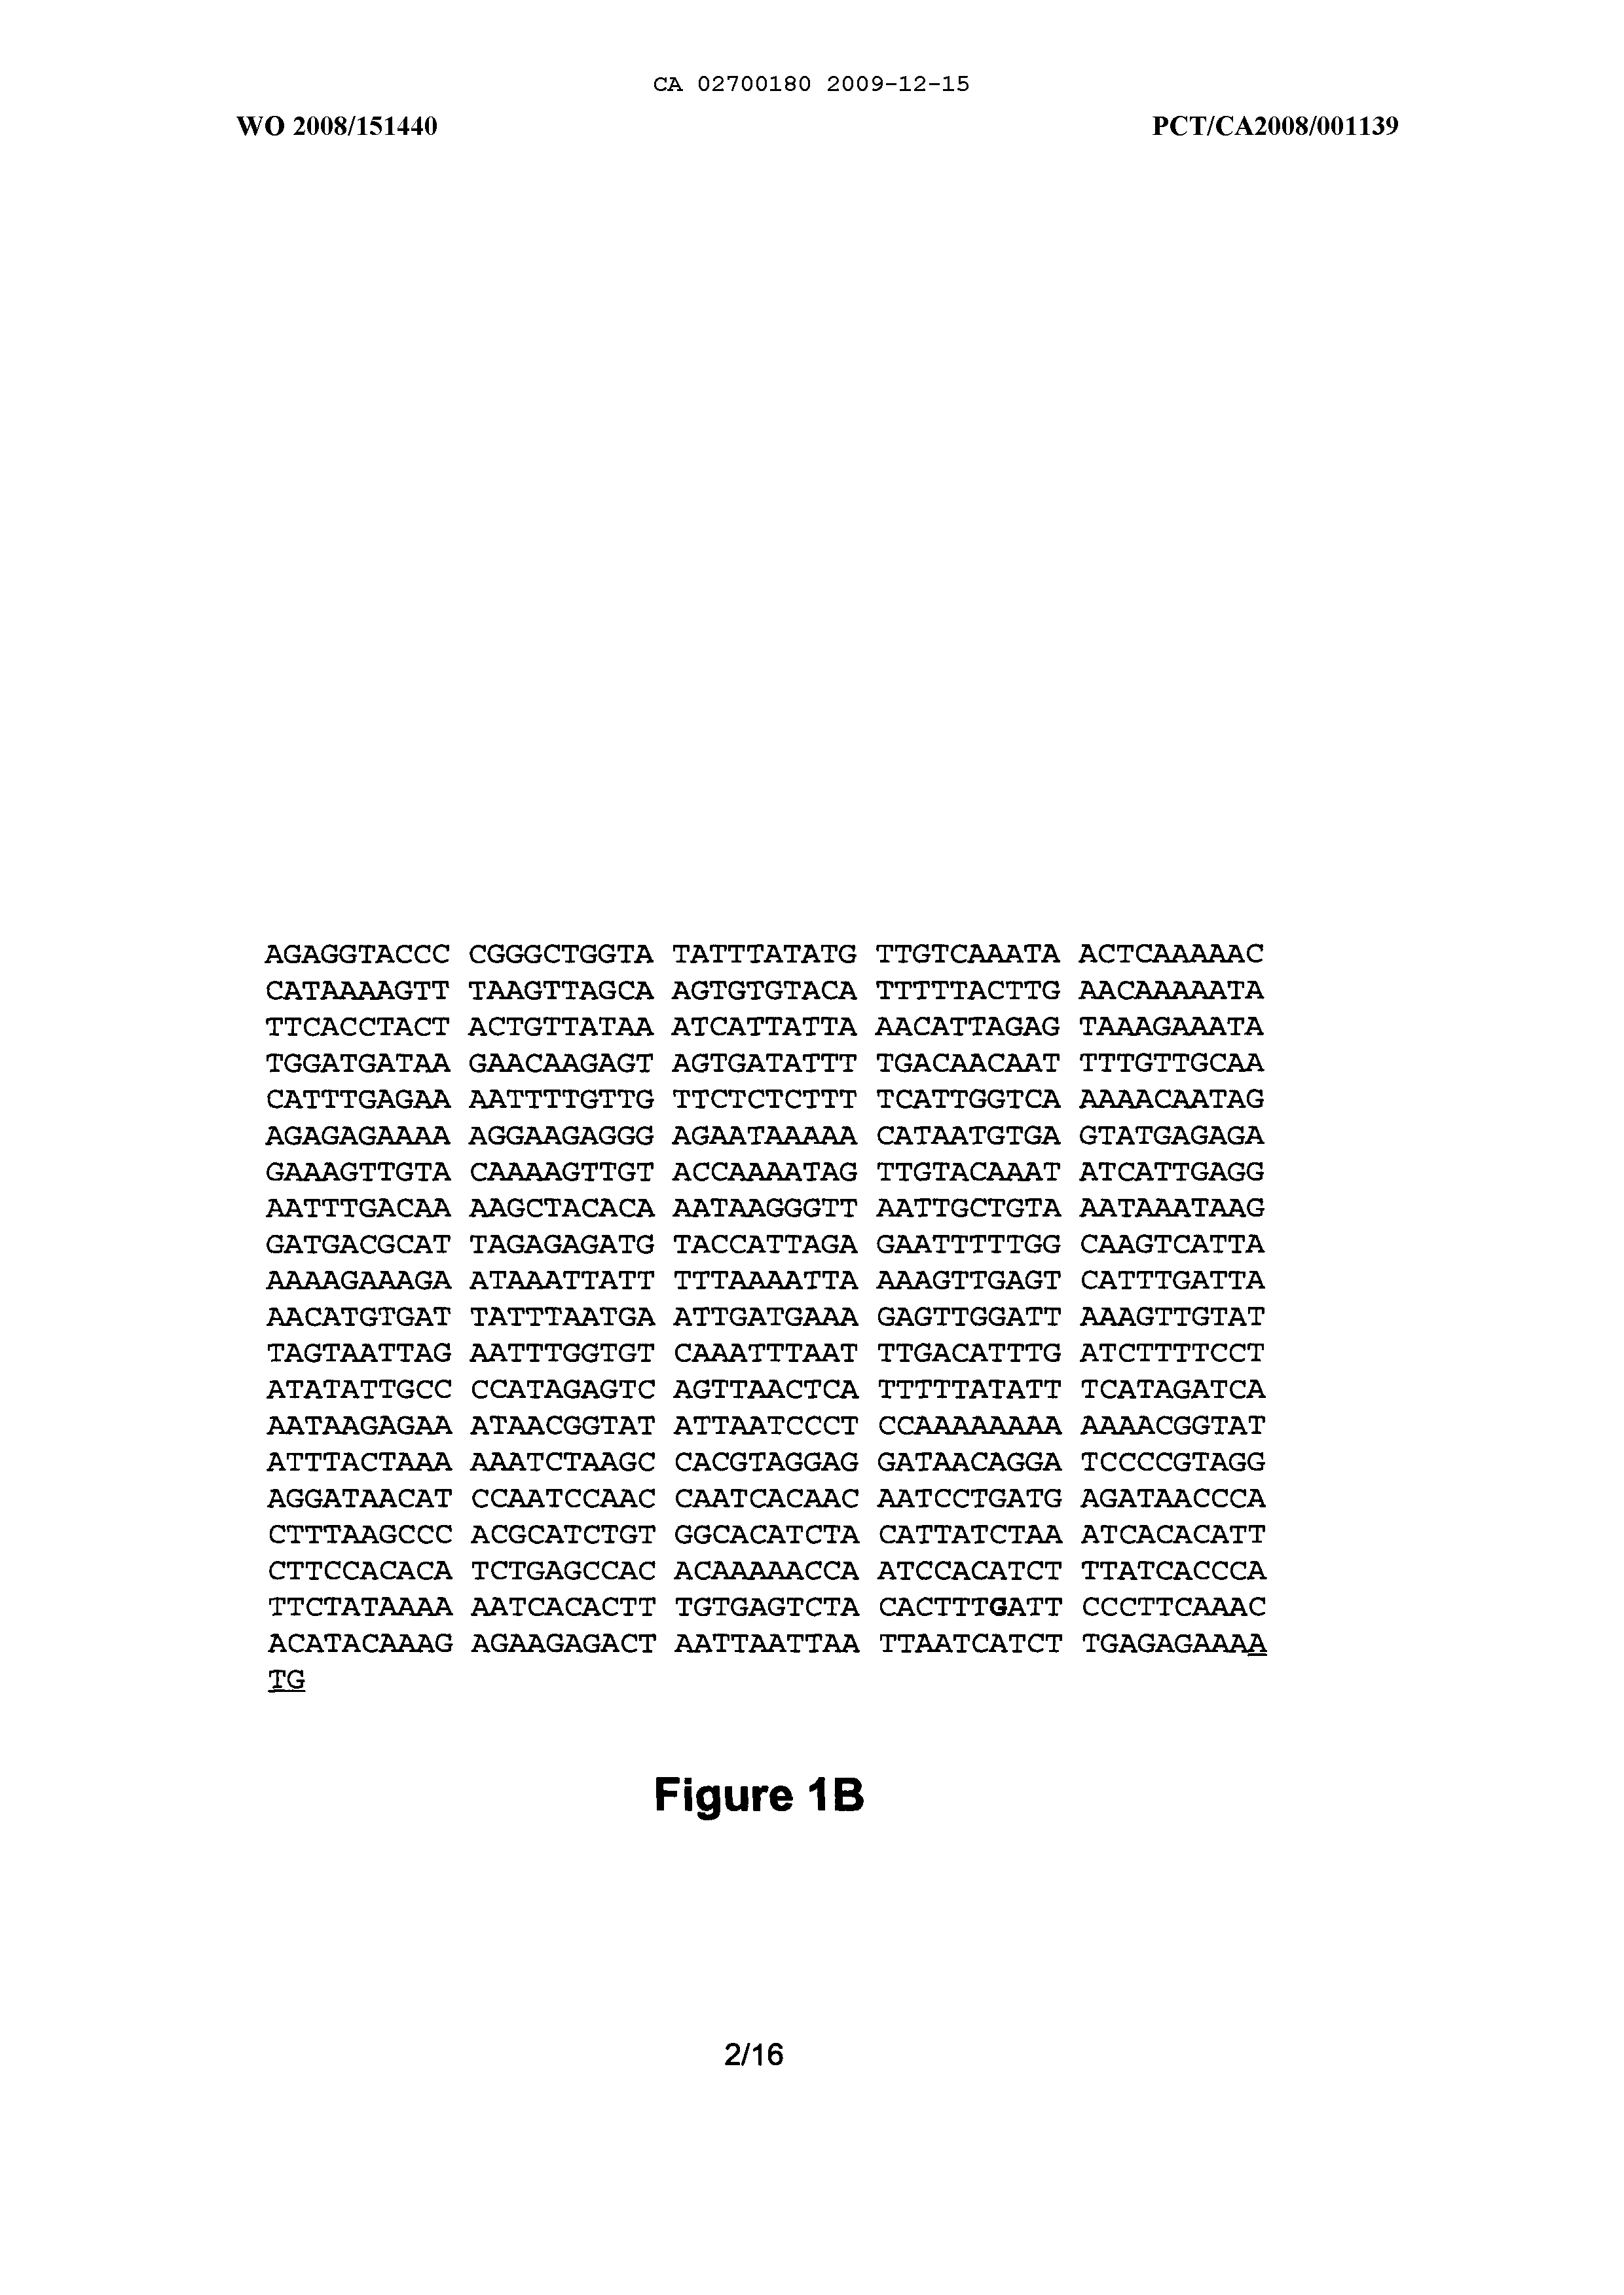 CA 02700180 2009-12-15
WO 2008/151440 PCT/CA2008/001139
AGAGGTACCC CGGGCTGGTA TATTTATATG TTGTCAAATA ACTCAAAAAC
CATAAAAGTT TAAGTTAGCA AGTGTGTACA TTTTTACTTG AACAAAAATA
TTCACCTACT ACTGTTATAA ATCATTATTA AACATTAGAG TAAAGAAATA
TGGATGATAA GAACAAGAGT AGTGATATTT TGACAACAAT TTTGTTGCAA
CATTTGAGAA AATTTTGTTG TTCTCTCTTT TCATTGGTCA AAAACAATAG
AGAGAGAAAA AGGAAGAGGG AGAATAAAAA CATAATGTGA GTATGAGAGA
GAAAGTTGTA CAAAAGTTGT ACCAAAATAG TTGTACAAAT ATCATTGAGG
AATTTGACAA AAGCTACACA AATAAGGGTT AATTGCTGTA AATAAATAAG
GATGACGCAT TAGAGAGATG TACCATTAGA GAATTTTTGG CAAGTCATTA
AAAAGAAAGA ATAAATTATT TTTAAAATTA AAAGTTGAGT CATTTGATTA
AACATGTGAT TATTTAATGA ATTGATGAAA GAGTTGGATT AAAGTTGTAT
TAGTAATTAG AATTTGGTGT CAAATTTAAT TTGACATTTG ATCTTTTCCT
ATATATTGCC CCATAGAGTC AGTTAACTCA TTTTTATATT TCATAGATCA
AATAAGAGAA ATAACGGTAT ATTAATCCCT CCAAAAAAAA AAAACGGTAT
ATTTACTAAA AAATCTAAGC CACGTAGGAG GATAACAGGA TCCCCGTAGG
AGGATAACAT CCAATCCAAC CAATCACAAC AATCCTGATG AGATAACCCA
CTTTAAGCCC ACGCATCTGT GGCACATCTA CATTATCTAA ATCACACATT
CTTCCACACA TCTGAGCCAC ACAAAAACCA ATCCACATCT TTATCACCCA
TTCTATAAAA AATCACACTT TGTGAGTCTA CACTTTGATT CCCTTCAAAC
ACATACAAAG AGAAGAGACT AATTAATTAA TTAATCATCT TGAGAGAAAA
TG
Figure 1B
2/16